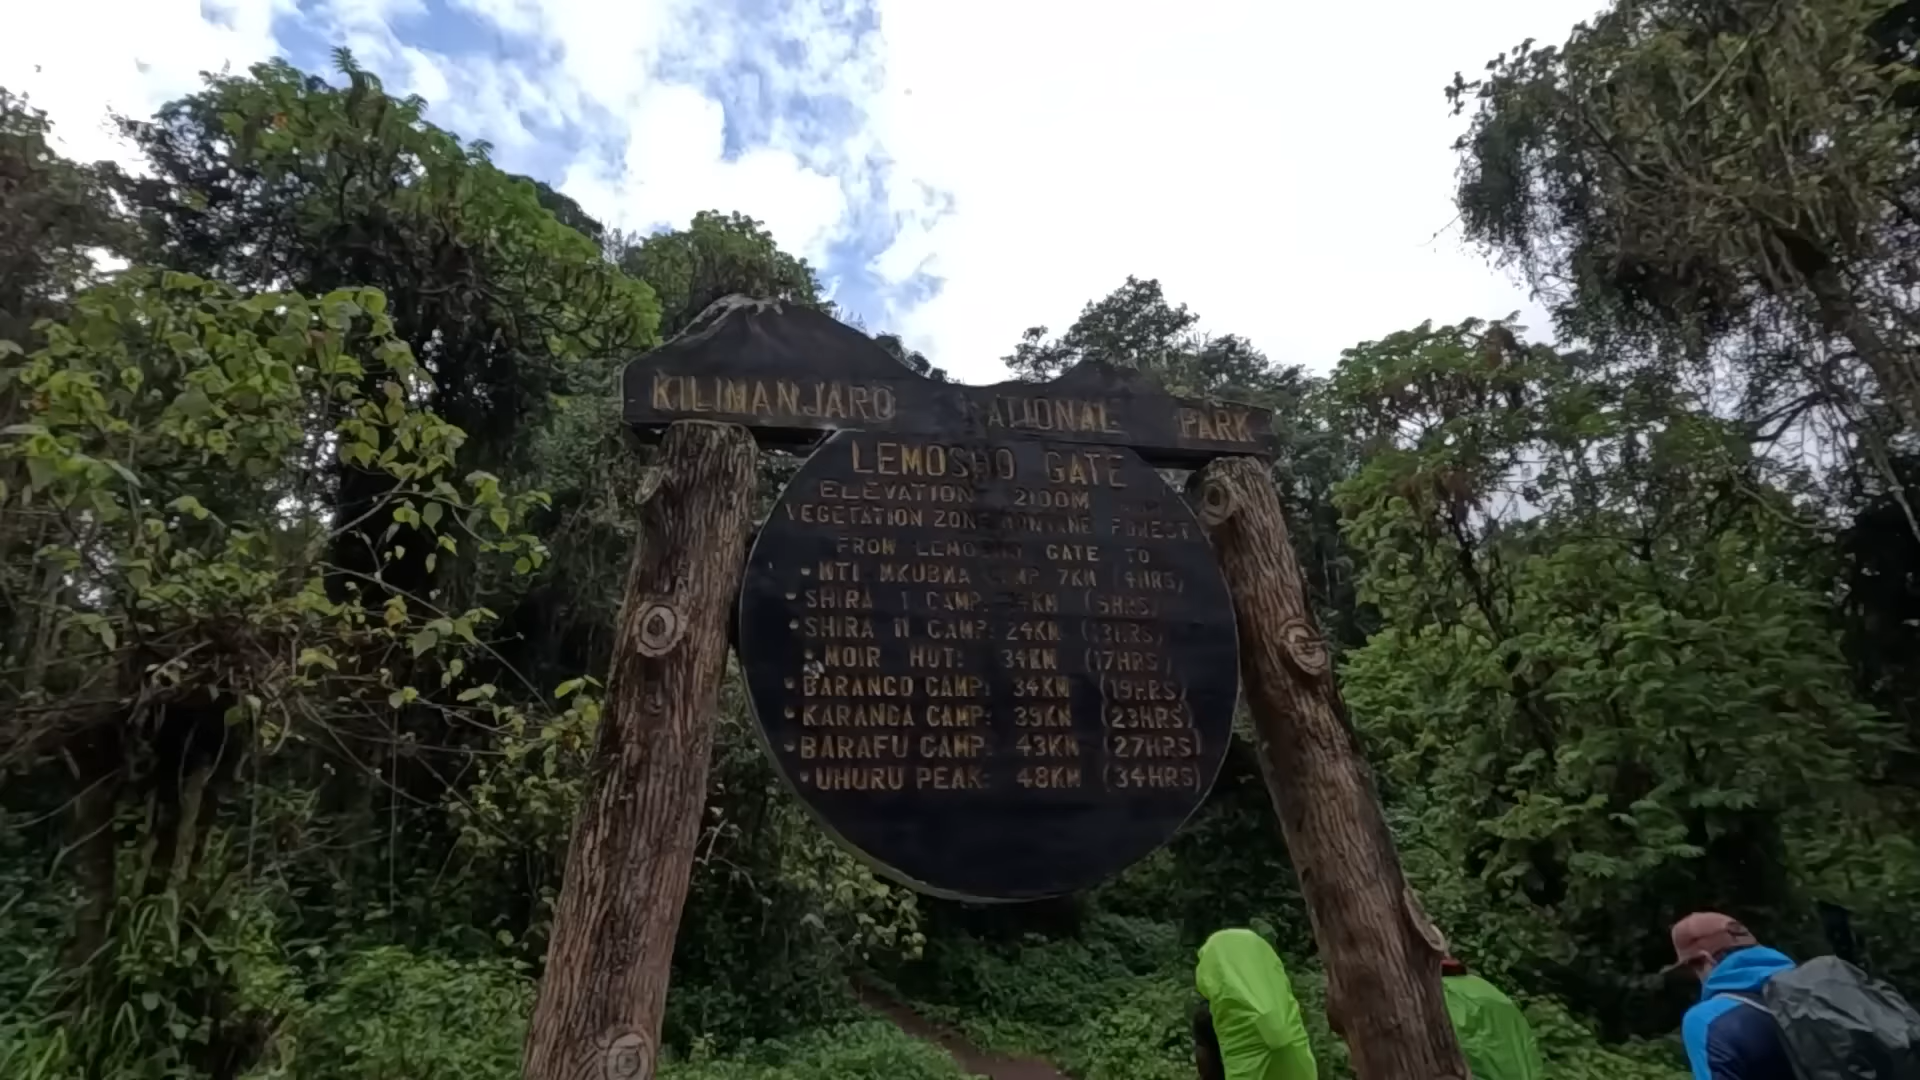 KILIMANJARO NATIONAL PARK
LEMOSHO GATE
ELEVATION 2100M
VEGETATION ZONE MONTANE FOREST
FROM LEMOSHO GATE TO
• MTI MKUBWA CAMP 7KM (4HRS)
• SHIRA I CAMP: KM
• SHIRA II CAMP: 24KM (13HRS)
• MOIR HUT: 34KM (17HRS)
• BARANCO CAMP: 34KM (19HRS)
• KARANGA CAMP: 39KM (23HRS)
• BARAFU CAMP: 43KM (27HRS)
• UHURU PEAK: 48KM (34HRS)